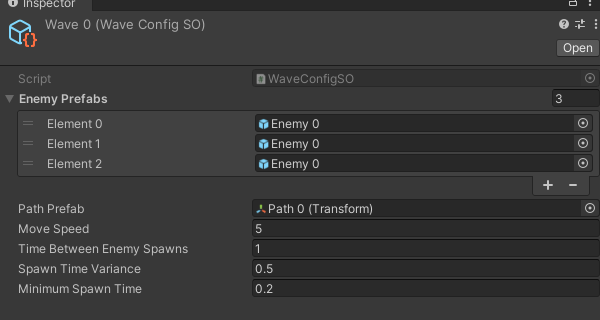 Inspector
Wave 0 (Wave Config SO)
Open
Script WaveConfigSO
Enemy Prefabs 3
Element 0 Enemy 0
Element 1 Enemy 0
Element 2 Enemy 0
Path Prefab Path 0 (Transform)
Move Speed 5
Time Between Enemy Spawns 1
Spawn Time Variance 0.5
Minimum Spawn Time 0.2